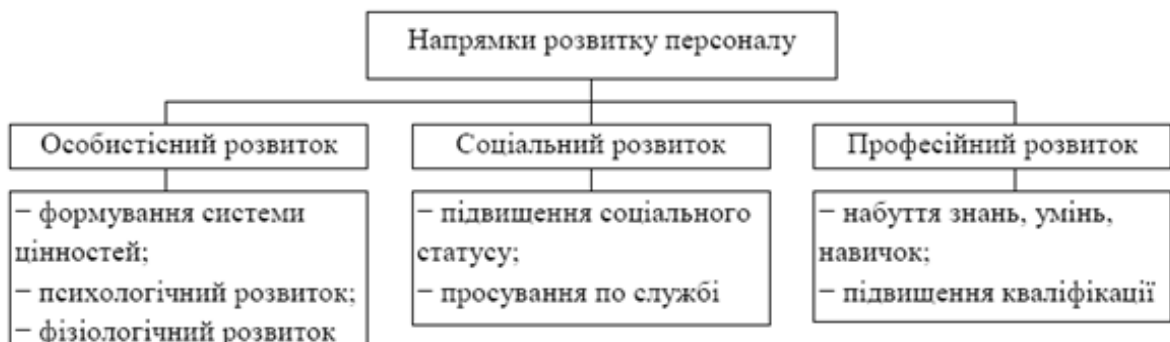 Напрямки розвитку персоналу
Особистісний розвиток
− формування системи
цінностей;
− психологічний розвиток;
− фізіологічний розвиток
Соціальний розвиток
− підвищення соціального
статусу;
− просування по службі
Професійний розвиток
− набуття знань, умінь,
навичок;
− підвищення кваліфікації